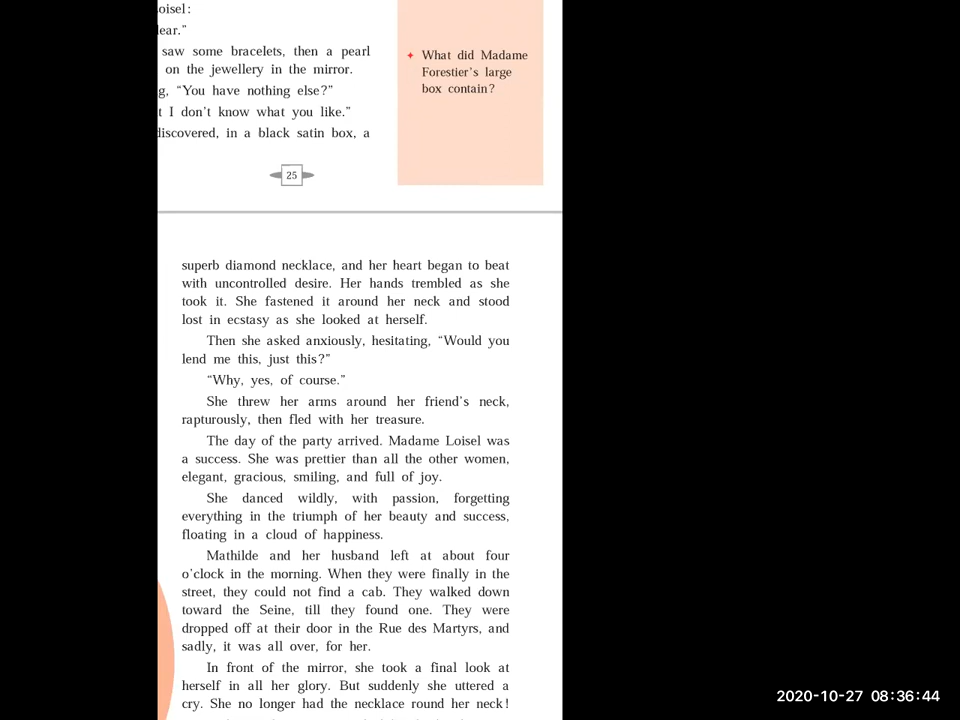 oisel:
lear.”
saw some bracelets, then a pearl
on the jewellery in the mirror.
g, “You have nothing else?”
t I don’t know what you like.”
discovered, in a black satin box, a
✦ What did Madame
Forestier’s large
box contain?
25
superb diamond necklace, and her heart began to beat
with uncontrolled desire. Her hands trembled as she
took it. She fastened it around her neck and stood
lost in ecstasy as she looked at herself.
Then she asked anxiously, hesitating, “Would you
lend me this, just this?”
“Why, yes, of course.”
She threw her arms around her friend’s neck,
rapturously, then fled with her treasure.
The day of the party arrived. Madame Loisel was
a success. She was prettier than all the other women,
elegant, gracious, smiling, and full of joy.
She danced wildly, with passion, forgetting
everything in the triumph of her beauty and success,
floating in a cloud of happiness.
Mathilde and her husband left at about four
o’clock in the morning. When they were finally in the
street, they could not find a cab. They walked down
toward the Seine, till they found one. They were
dropped off at their door in the Rue des Martyrs, and
sadly, it was all over, for her.
In front of the mirror, she took a final look at
herself in all her glory. But suddenly she uttered a
cry. She no longer had the necklace round her neck!
2020-10-27 08:36:44